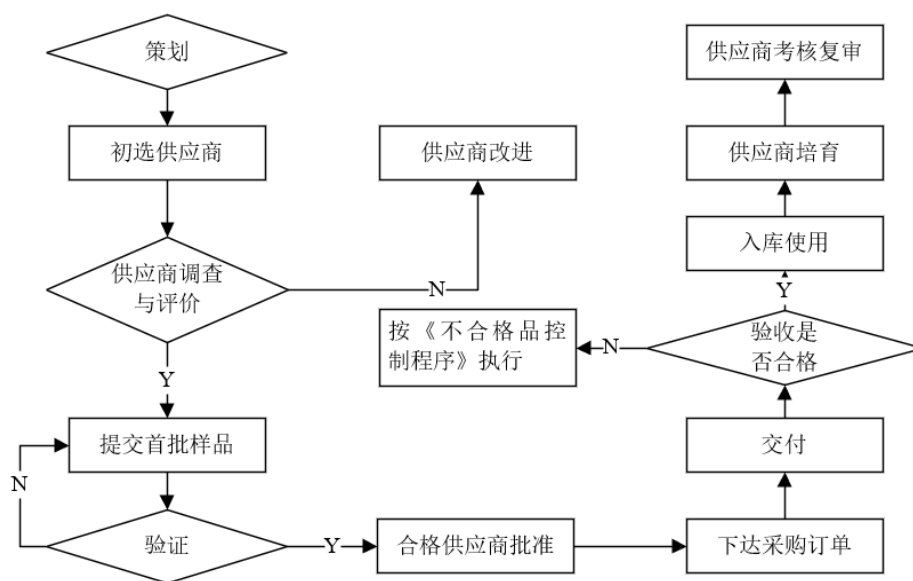 策划
初选供应商
供应商调查
与评价
Y
提交首批样品
N
验证
Y
合格供应商批准
下达采购订单
交付
验收是
否合格
N
按《不合格品控
制程序》执行
Y
入库使用
供应商培育
供应商考核复审
N
供应商改进